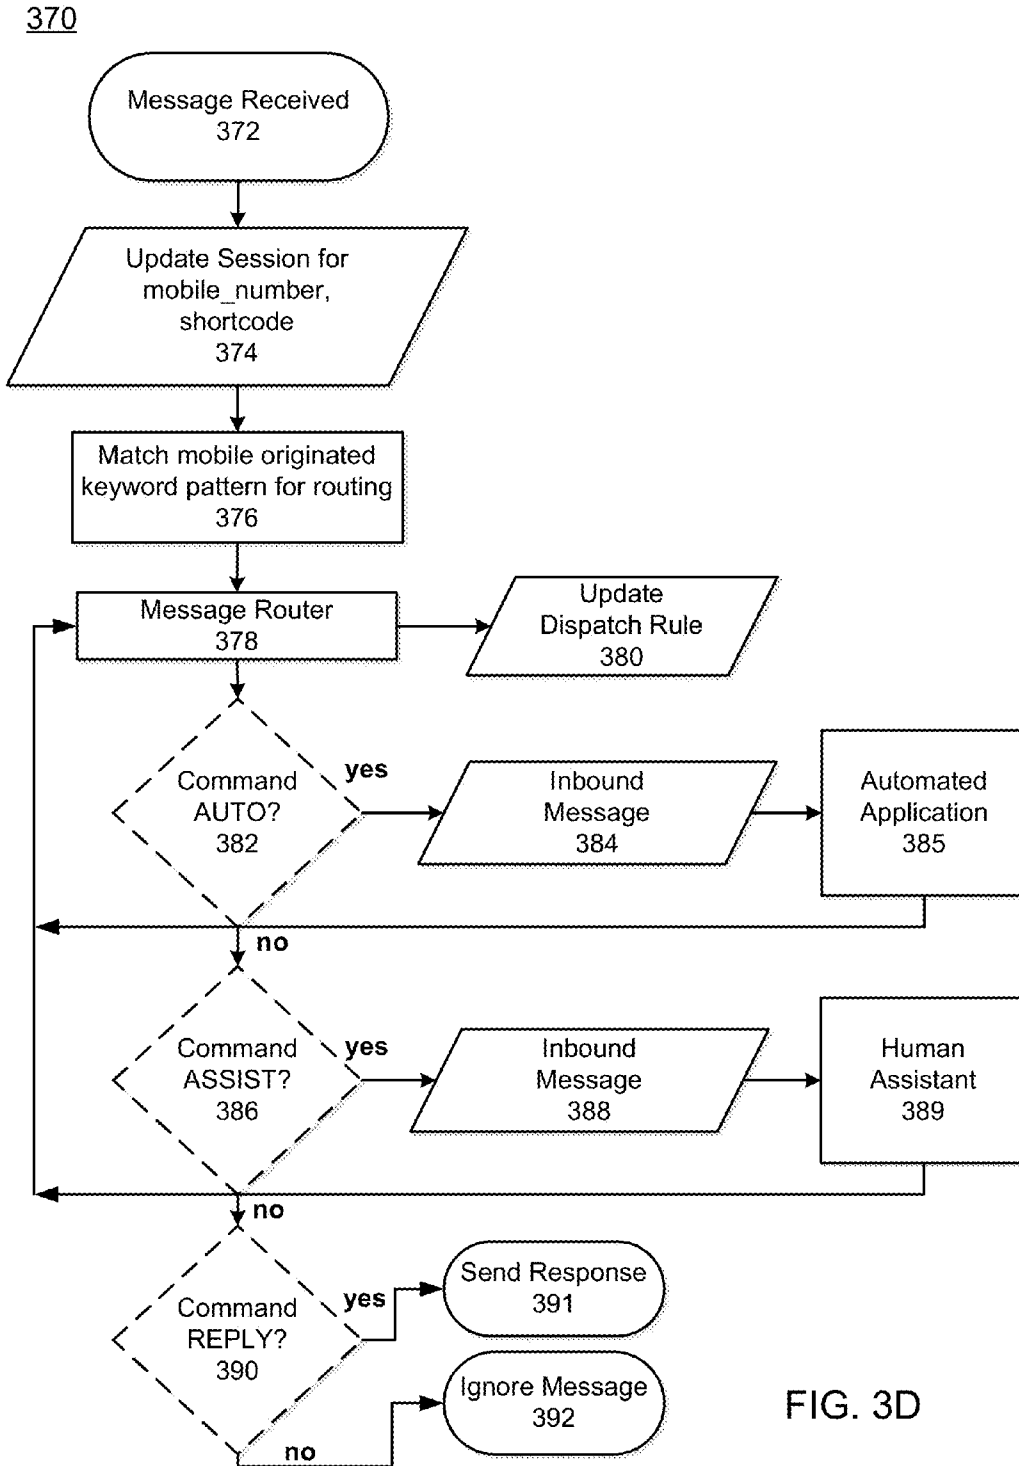 370
Message Received
372
Update Session for
mobile_number,
shortcode
374
Match mobile originated
keyword pattern for routing
376
Message Router
378
Update
Dispatch Rule
380
Command
AUTO?
382
yes
Inbound
Message
384
Automated
Application
385
no
Command
ASSIST?
386
yes
Inbound
Message
388
Human
Assistant
389
no
Command
REPLY?
390
yes
Send Response
391
no
Ignore Message
392
FIG. 3D